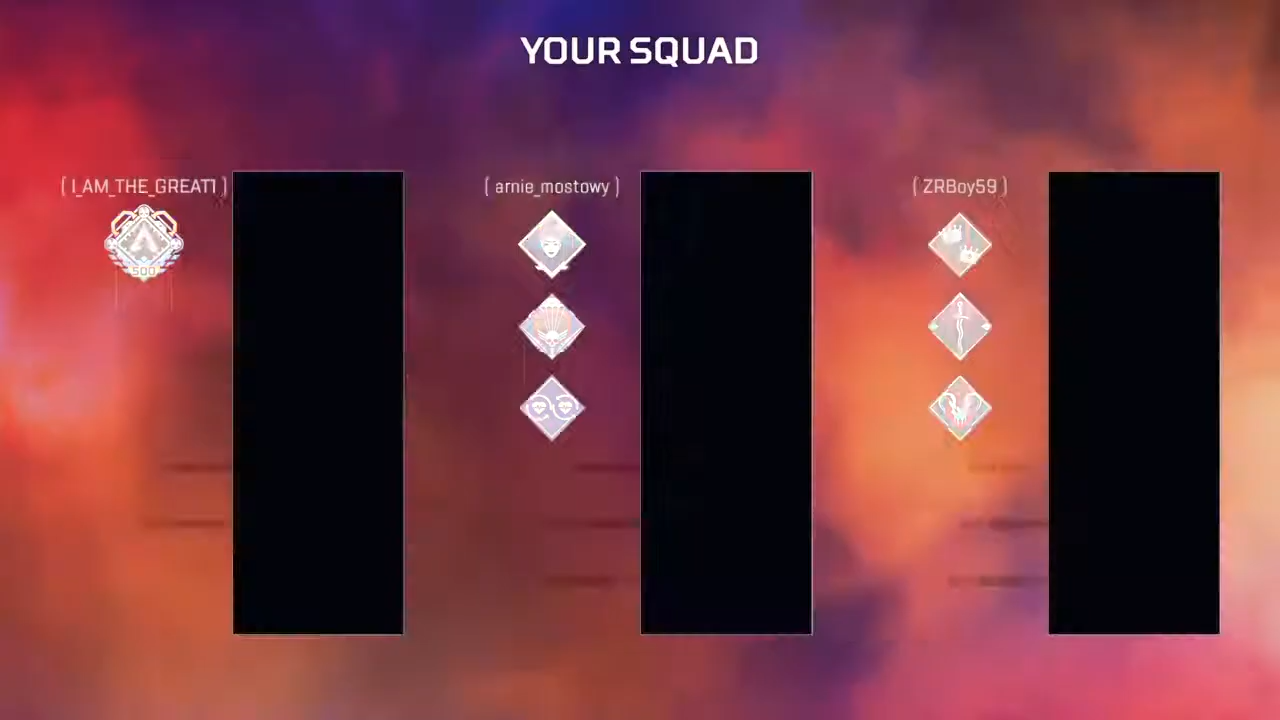 YOUR SQUAD
( I_AM_THE_GREAT1 )
( arnie_mostowy )
( ZRBoy59 )
500